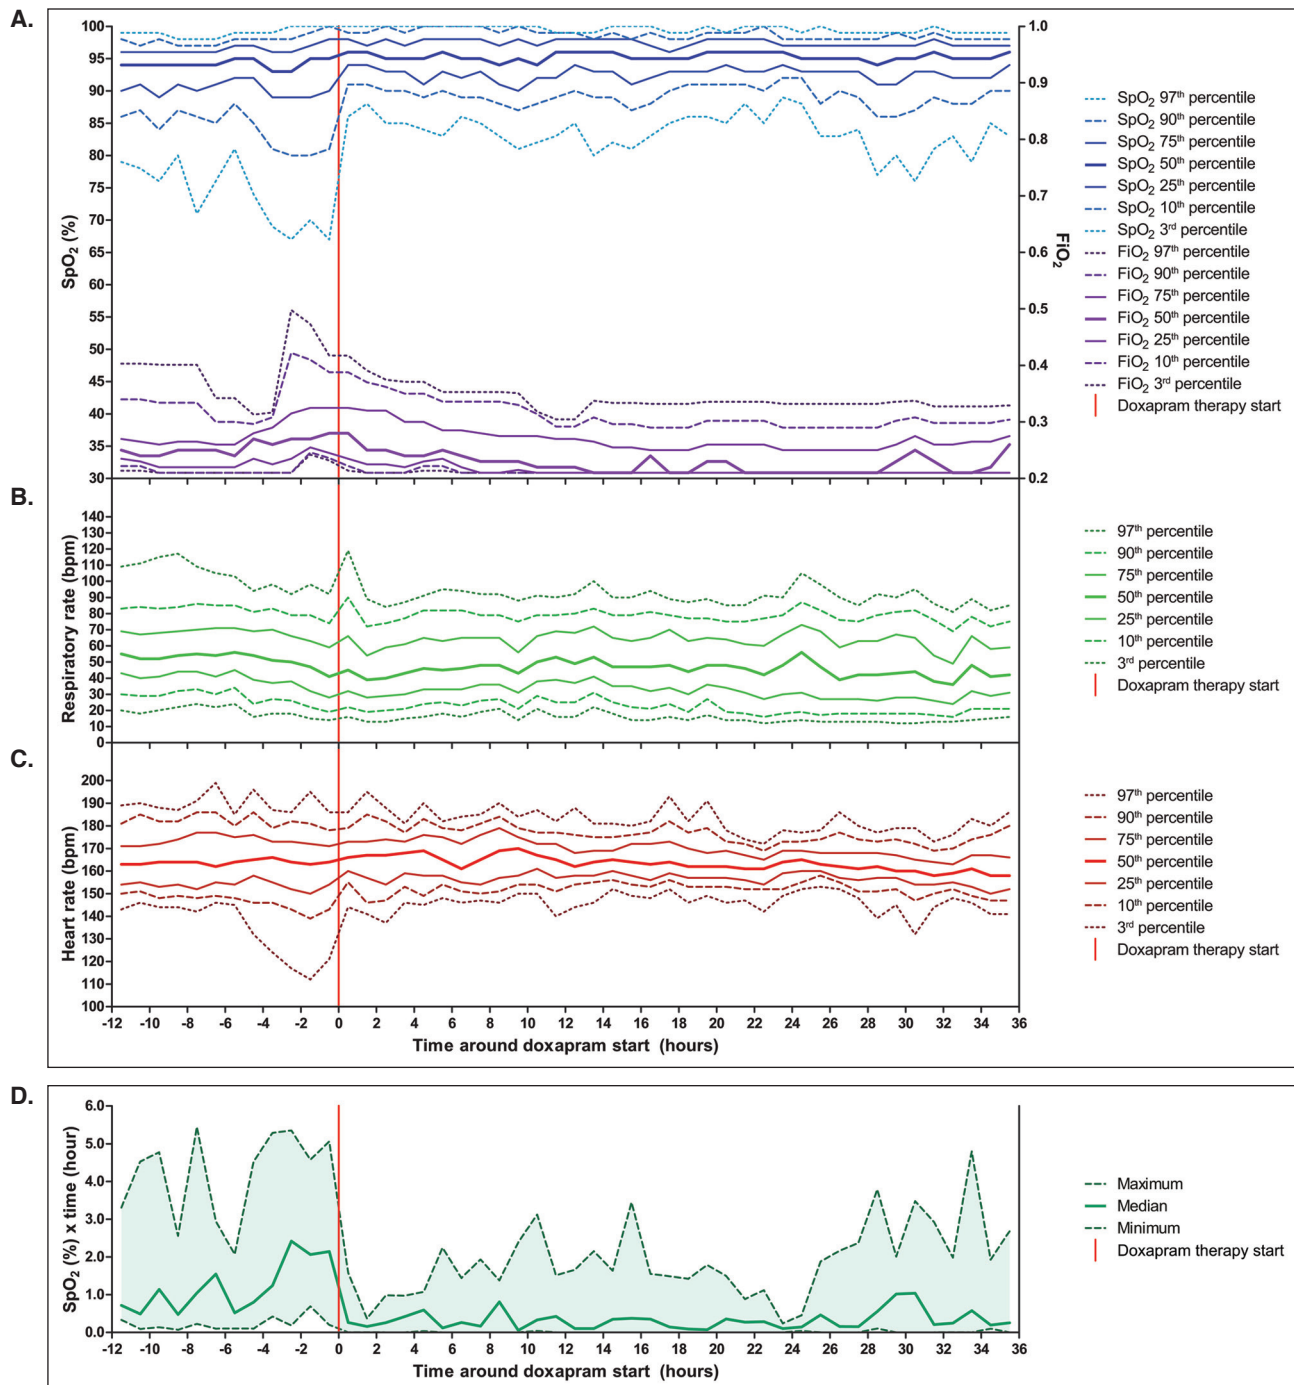 A.
100
95
90
85
80
75
70
65
60
55
50
45
40
35
30
SpO2 (%)
1.0
0.9
0.8
0.7
0.6
0.5
0.4
0.3
0.2
FiO2
SpO2 97th percentile
SpO2 90th percentile
SpO2 75th percentile
SpO2 50th percentile
SpO2 25th percentile
SpO2 10th percentile
SpO2 3rd percentile
FiO2 97th percentile
FiO2 90th percentile
FiO2 75th percentile
FiO2 50th percentile
FiO2 25th percentile
FiO2 10th percentile
FiO2 3rd percentile
Doxapram therapy start
B.
140
130
120
110
100
90
80
70
60
50
40
30
20
10
0
Respiratory rate (bpm)
97th percentile
90th percentile
75th percentile
50th percentile
25th percentile
10th percentile
3rd percentile
Doxapram therapy start
C.
200
190
180
170
160
150
140
130
120
110
100
Heart rate (bpm)
97th percentile
90th percentile
75th percentile
50th percentile
25th percentile
10th percentile
3rd percentile
Doxapram therapy start
-12 -10 -8 -6 -4 -2 0 2 4 6 8 10 12 14 16 18 20 22 24 26 28 30 32 34 36
Time around doxapram start (hours)
D.
6.0
5.0
4.0
3.0
2.0
1.0
0.0
SpO2 (%) x time (hour)
Maximum
Median
Minimum
Doxapram therapy start
-12 -10 -8 -6 -4 -2 0 2 4 6 8 10 12 14 16 18 20 22 24 26 28 30 32 34 36
Time around doxapram start (hours)